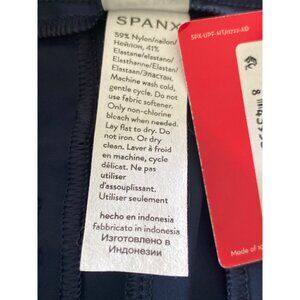 SPANX
59% Nylon/nailon/
Нейлон, 41%
Elastane/elastano/
Elasthanne/Elastan/
Elastaan/Эластан.
Machine wash cold,
gentle cycle. Do not
use fabric softener.
Only non-chlorine
bleach when needed.
Lay flat to dry. Do
not iron. Or dry
clean. Laver à froid
en machine, cycle
délicat. Ne pas
utiliser
d'assouplissant.
Utiliser seulement
hecho en indonesia
fabbricato in indonesia
Изготовлено в
Индонезии
Made of